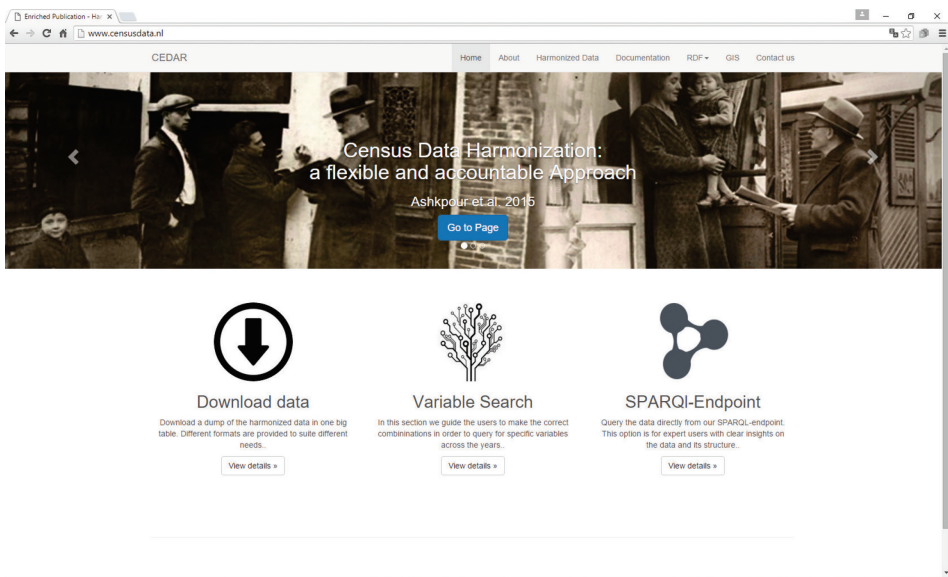 Enriched Publication - Har
www.censusdata.nl
CEDAR
Home About Harmonized Data Documentation RDF GIS Contact us
Census Data Harmonization:
a flexible and accountable Approach
Ashkpour et al, 2015
Go to Page
Download data
Download a dump of the harmonized data in one big
table. Different formats are provided to suite different
needs..
View details »
Variable Search
In this section we guide the users to make the correct
combininations in order to query for specific variables
across the years..
View details »
SPARQl-Endpoint
Query the data directly from our SPARQL-endpoint.
This option is for expert users with clear insights on
the data and its structure..
View details »